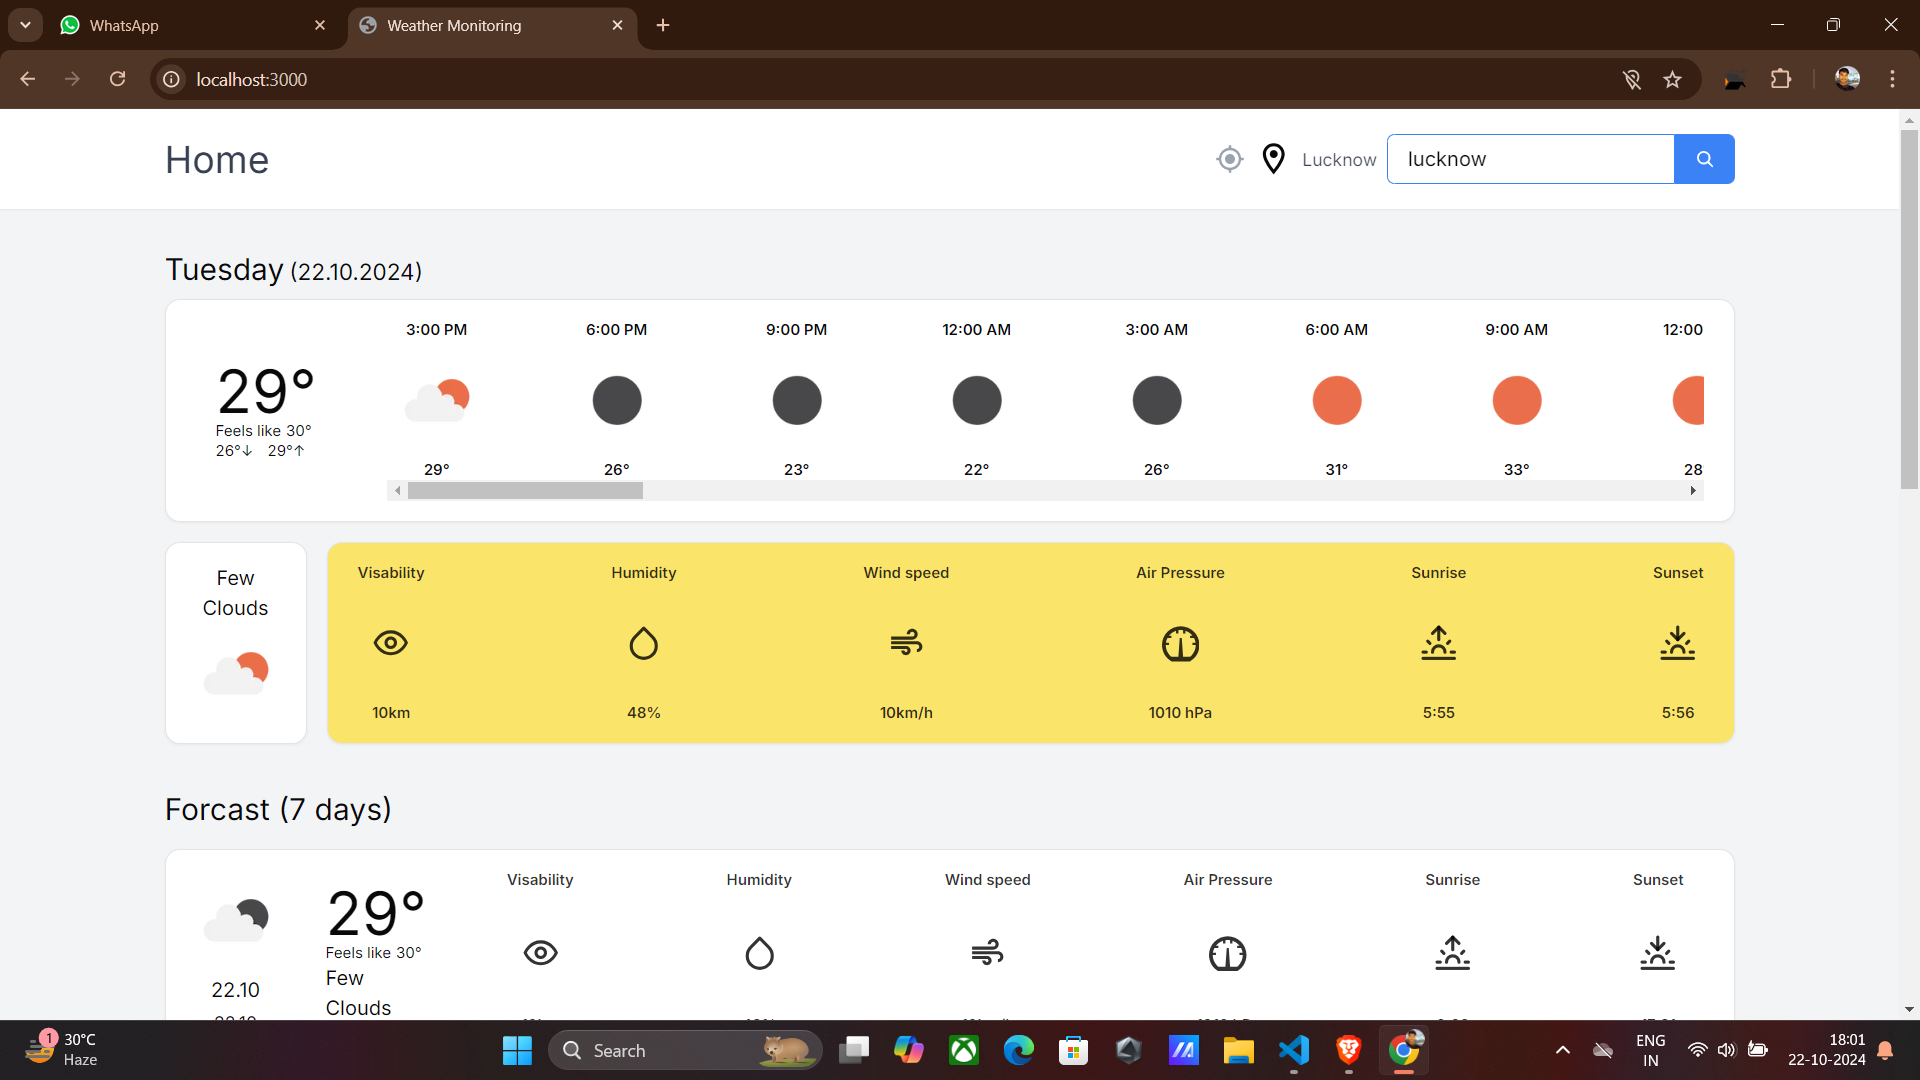 WhatsApp
Weather Monitoring
localhost:3000
Home
Lucknow
lucknow
Tuesday (22.10.2024)
3:00 PM 6:00 PM 9:00 PM 12:00 AM 3:00 AM 6:00 AM 9:00 AM 12:00
29°
Feels like 30°
26°↓ 29°↑
29° 26° 23° 22° 26° 31° 33° 28
Few
Clouds
Visability Humidity Wind speed Air Pressure Sunrise Sunset
10km 48% 10km/h 1010 hPa 5:55 5:56
Forcast (7 days)
Visability Humidity Wind speed Air Pressure Sunrise Sunset
29°
Feels like 30°
Few
Clouds
22.10
1
30°C
Haze
Search
ENG
IN
18:01
22-10-2024